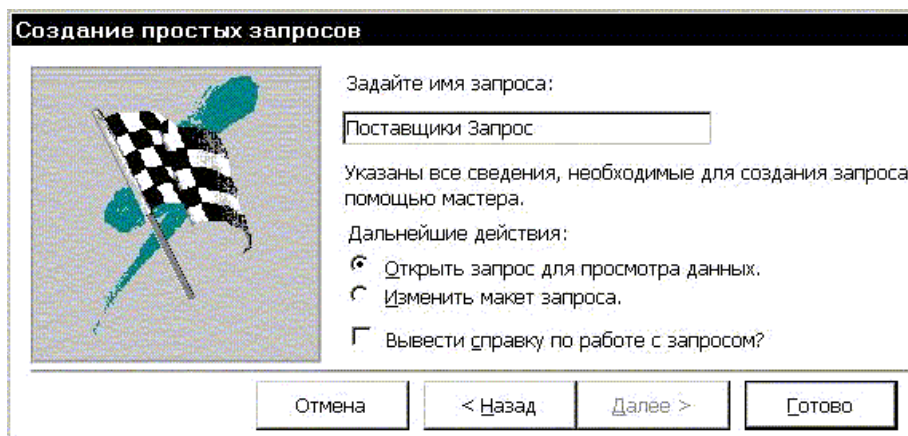 Создание простых запросов
Задайте имя запроса:
Поставщики Запрос
Указаны все сведения, необходимые для создания запроса
помощью мастера.
Дальнейшие действия:
Открыть запрос для просмотра данных.
Изменить макет запроса.
Вывести справку по работе с запросом?
Отмена
< Назад
Далее >
Готово